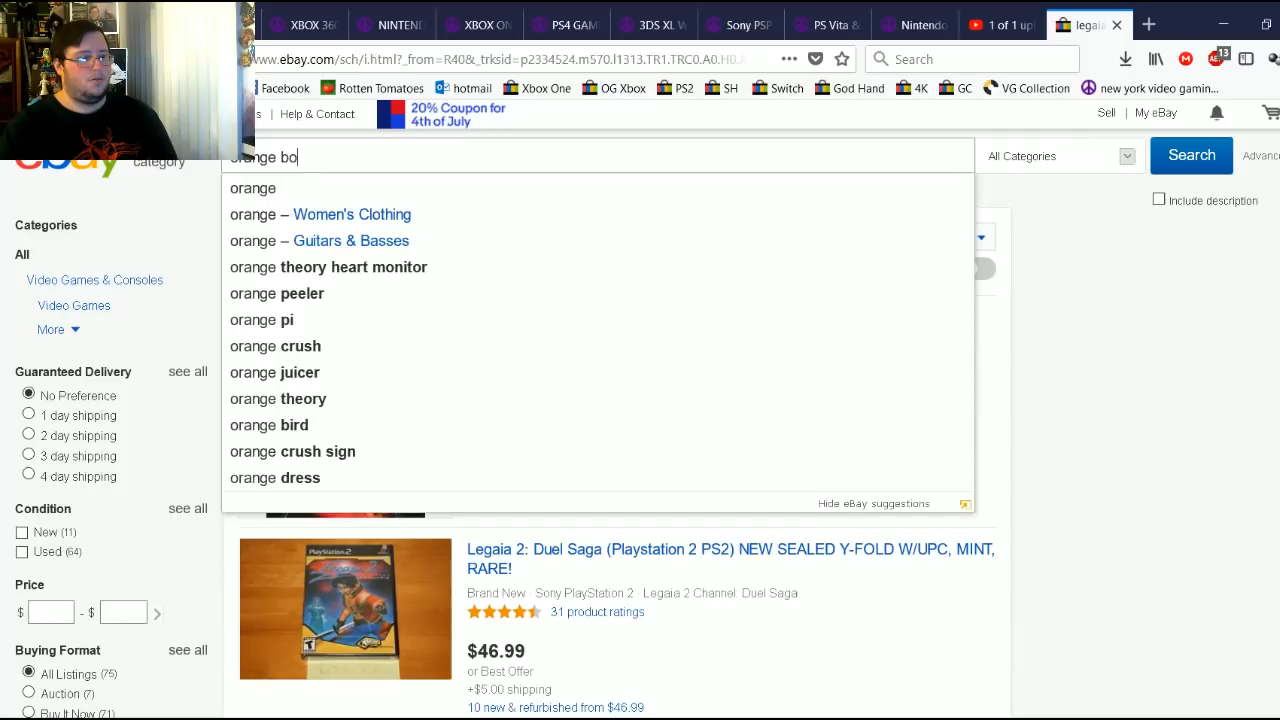 XBOX 360
NINTEN
XBOX ON
PS4 GAM
3DS XL W
Sony PSP
PS Vita &
Nintendo
1 of 1 up
legaia
www.ebay.com/sch/i.html?_from=R40&_trksid=p2334524.m570.l1313.TR1.TRC0.A0.H0.X
Search
13
Facebook
Rotten Tomatoes
hotmail
Xbox One
OG Xbox
PS2
SH
Switch
God Hand
4K
GC
VG Collection
new york video gamin...
s
Help & Contact
20% Coupon for
4th of July
Sell
My eBay
ebay
category
orange bo
All Categories
Search
Advanc
Include description
orange
orange – Women's Clothing
orange – Guitars & Basses
orange theory heart monitor
orange peeler
orange pi
orange crush
orange juicer
orange theory
orange bird
orange crush sign
orange dress
Hide eBay suggestions
Categories
All
Video Games & Consoles
Video Games
More
Guaranteed Delivery
see all
No Preference
1 day shipping
2 day shipping
3 day shipping
4 day shipping
Condition
see all
New (11)
Used (64)
Price
$ - $
Buying Format
see all
All Listings (75)
Auction (7)
Buy It Now (71)
PlayStation 2
Legaia 2: Duel Saga (Playstation 2 PS2) NEW SEALED Y-FOLD W/UPC, MINT,
RARE!
Brand New · Sony PlayStation 2 · Legaia 2 Channel: Duel Saga
31 product ratings
$46.99
or Best Offer
+$5.00 shipping
10 new & refurbished from $46.99